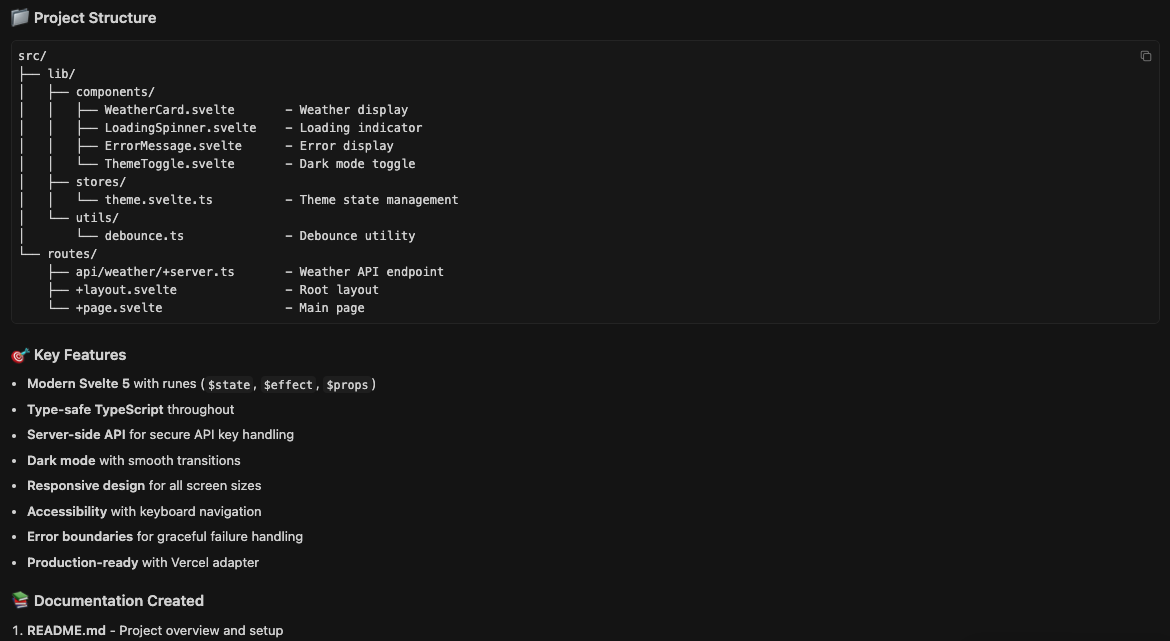 📁 Project Structure
src/
├── lib/
│   ├── components/
│   │   ├── WeatherCard.svelte       - Weather display
│   │   ├── LoadingSpinner.svelte    - Loading indicator
│   │   ├── ErrorMessage.svelte      - Error display
│   │   └── ThemeToggle.svelte       - Dark mode toggle
│   ├── stores/
│   │   └── theme.svelte.ts          - Theme state management
│   └── utils/
│       └── debounce.ts              - Debounce utility
└── routes/
    ├── api/weather/+server.ts       - Weather API endpoint
    ├── +layout.svelte               - Root layout
    └── +page.svelte                 - Main page
🎯 Key Features
• Modern Svelte 5 with runes ($state, $effect, $props)
• Type-safe TypeScript throughout
• Server-side API for secure API key handling
• Dark mode with smooth transitions
• Responsive design for all screen sizes
• Accessibility with keyboard navigation
• Error boundaries for graceful failure handling
• Production-ready with Vercel adapter
📚 Documentation Created
1. README.md - Project overview and setup